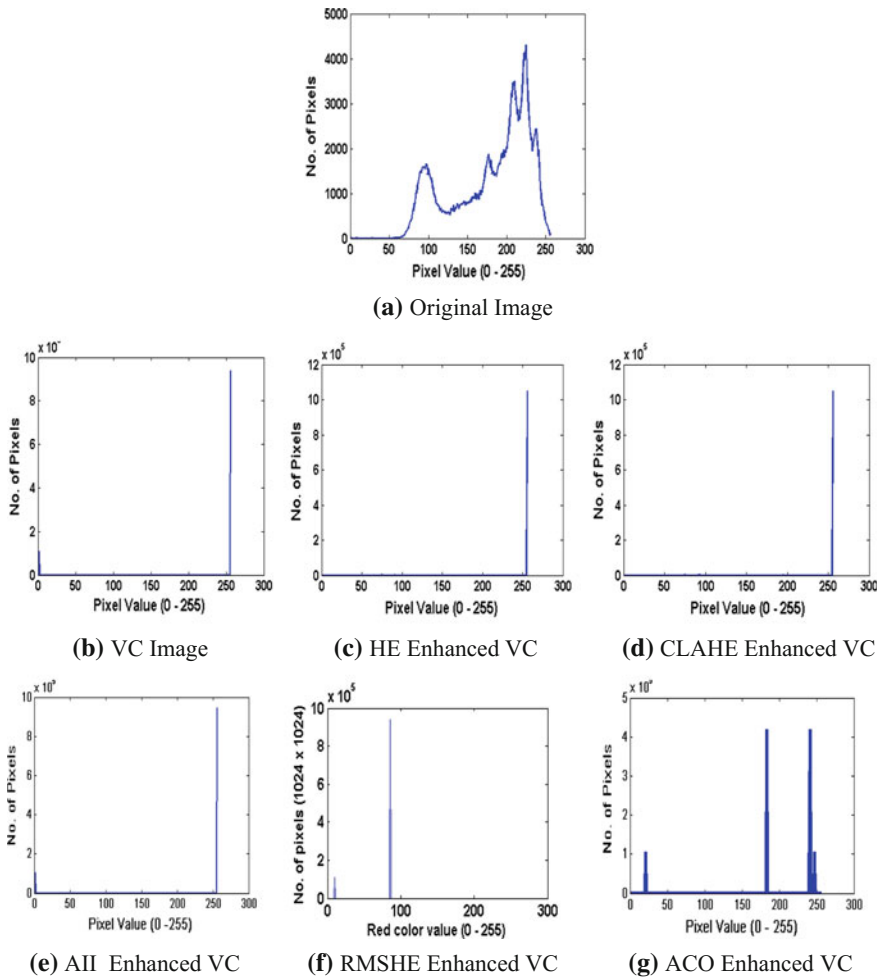 5000
4000
3000
2000
1000
0
No. of Pixels
0 50 100 150 200 250 300
Pixel Value (0 - 255)
(a) Original Image
10 x 10
8
6
4
2
0
No. of Pixels
0 50 100 150 200 250 300
Pixel Value (0 - 255)
(b) VC Image
12 x 10⁵
10
8
6
4
2
0
No. of Pixels
0 50 100 150 200 250 300
Pixel Value (0 - 255)
(c) HE Enhanced VC
12 x 10⁵
10
8
6
4
2
0
No. of Pixels
0 50 100 150 200 250 300
Pixel Value (0 - 255)
(d) CLAHE Enhanced VC
10 x 10
8
6
4
2
0
No. of Pixels
0 50 100 150 200 250 300
Pixel Value (0 -255)
(e) AII Enhanced VC
10 x 10⁵
8
6
4
2
0
No. of pixels (1024 x 1024)
0 100 200 300
Red color value (0 - 255)
(f) RMSHE Enhanced VC
5 x 10
4
3
2
1
0
No. of Pixels
0 50 100 150 200 250 300
Pixel Value (0 -255)
(g) ACO Enhanced VC